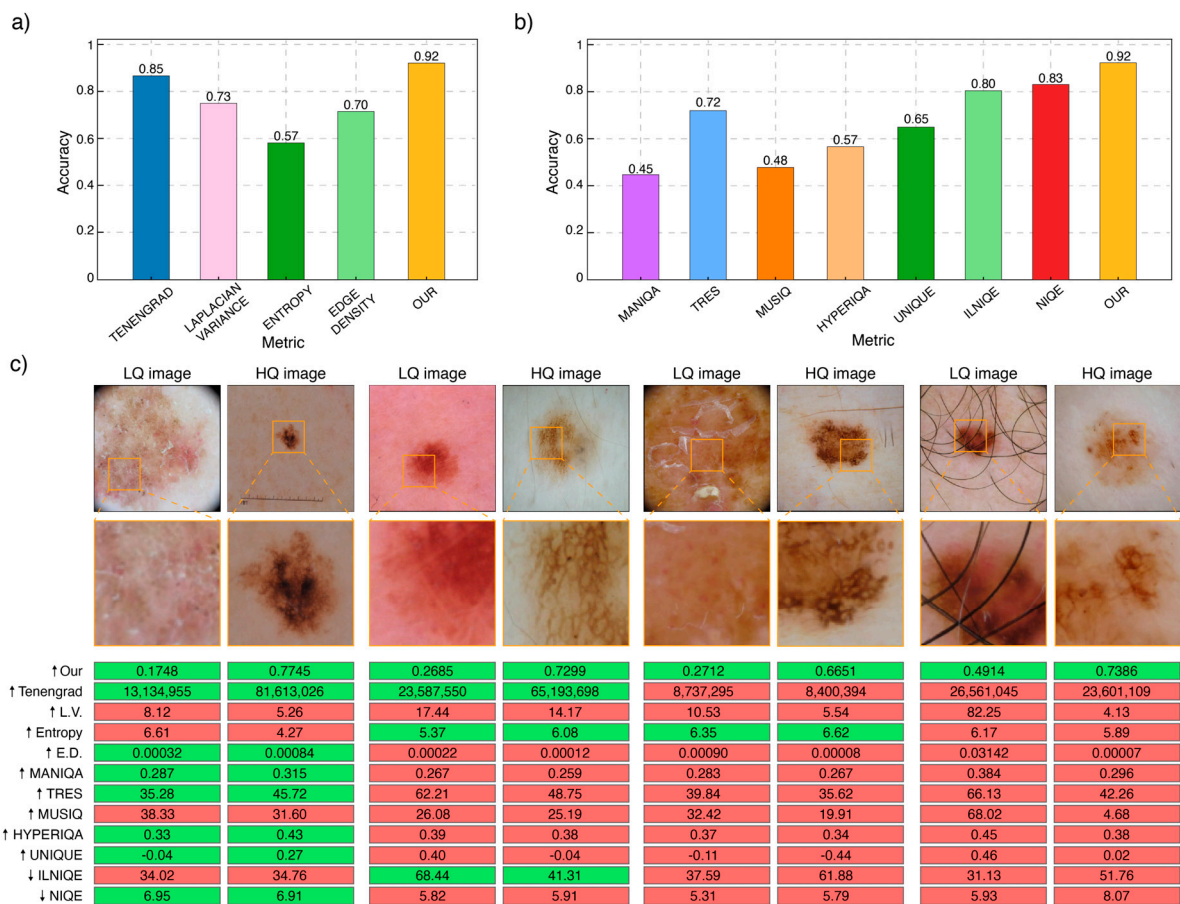 a)
1
0.8
0.6
0.4
0.2
0
Accuracy
0.85
0.73
0.57
0.70
0.92
TENENGRAD
LAPLACIAN
VARIANCE
ENTROPY
EDGE
DENSITY
OUR
Metric
b)
1
0.8
0.6
0.4
0.2
0
Accuracy
0.45
0.72
0.48
0.57
0.65
0.80
0.83
0.92
MANIQA
TRES
MUSIQ
HYPERIQA
UNIQUE
ILNIQE
NIQE
OUR
Metric
c)
LQ image HQ image LQ image HQ image LQ image HQ image LQ image HQ image
↑ Our 0.1748 0.7745 0.2685 0.7299 0.2712 0.6651 0.4914 0.7386
↑ Tenengrad 13,134,955 81,613,026 23,587,550 65,193,698 8,737,295 8,400,394 26,561,045 23,601,109
↑ L.V. 8.12 5.26 17.44 14.17 10.53 5.54 82.25 4.13
↑ Entropy 6.61 4.27 5.37 6.08 6.35 6.62 6.17 5.89
↑ E.D. 0.00032 0.00084 0.00022 0.00012 0.00090 0.00008 0.03142 0.00007
↑ MANIQA 0.287 0.315 0.267 0.259 0.283 0.267 0.384 0.296
↑ TRES 35.28 45.72 62.21 48.75 39.84 35.62 66.13 42.26
↑ MUSIQ 38.33 31.60 26.08 25.19 32.42 19.91 68.02 4.68
↑ HYPERIQA 0.33 0.43 0.39 0.38 0.37 0.34 0.45 0.38
↑ UNIQUE -0.04 0.27 0.40 -0.04 -0.11 -0.44 0.46 0.02
↓ ILNIQE 34.02 34.76 68.44 41.31 37.59 61.88 31.13 51.76
↓ NIQE 6.95 6.91 5.82 5.91 5.31 5.79 5.93 8.07